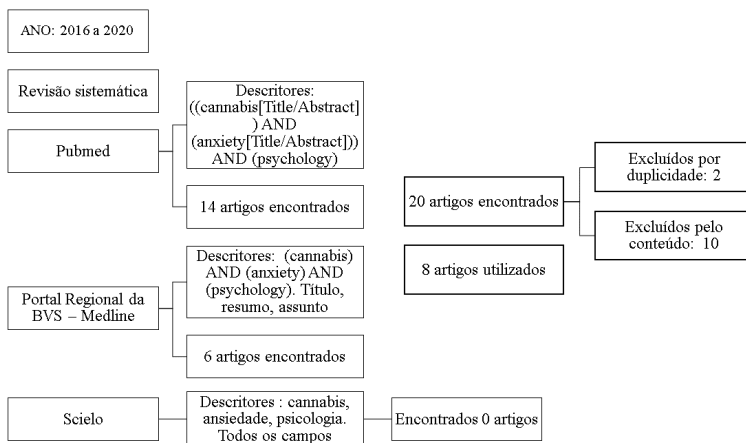 ANO: 2016 a 2020
Revisão sistemática
Pubmed
Descritores:
((cannabis[Title/Abstract]
) AND
(anxiety[Title/Abstract]))
AND (psychology)
14 artigos encontrados
Portal Regional da
BVS – Medline
Descritores: (cannabis)
AND (anxiety) AND
(psychology). Título,
resumo, assunto
6 artigos encontrados
Scielo
Descritores : cannabis,
ansiedade, psicologia.
Todos os campos
Encontrados 0 artigos
20 artigos encontrados
Excluídos por
duplicidade: 2
Excluídos pelo
conteúdo: 10
8 artigos utilizados